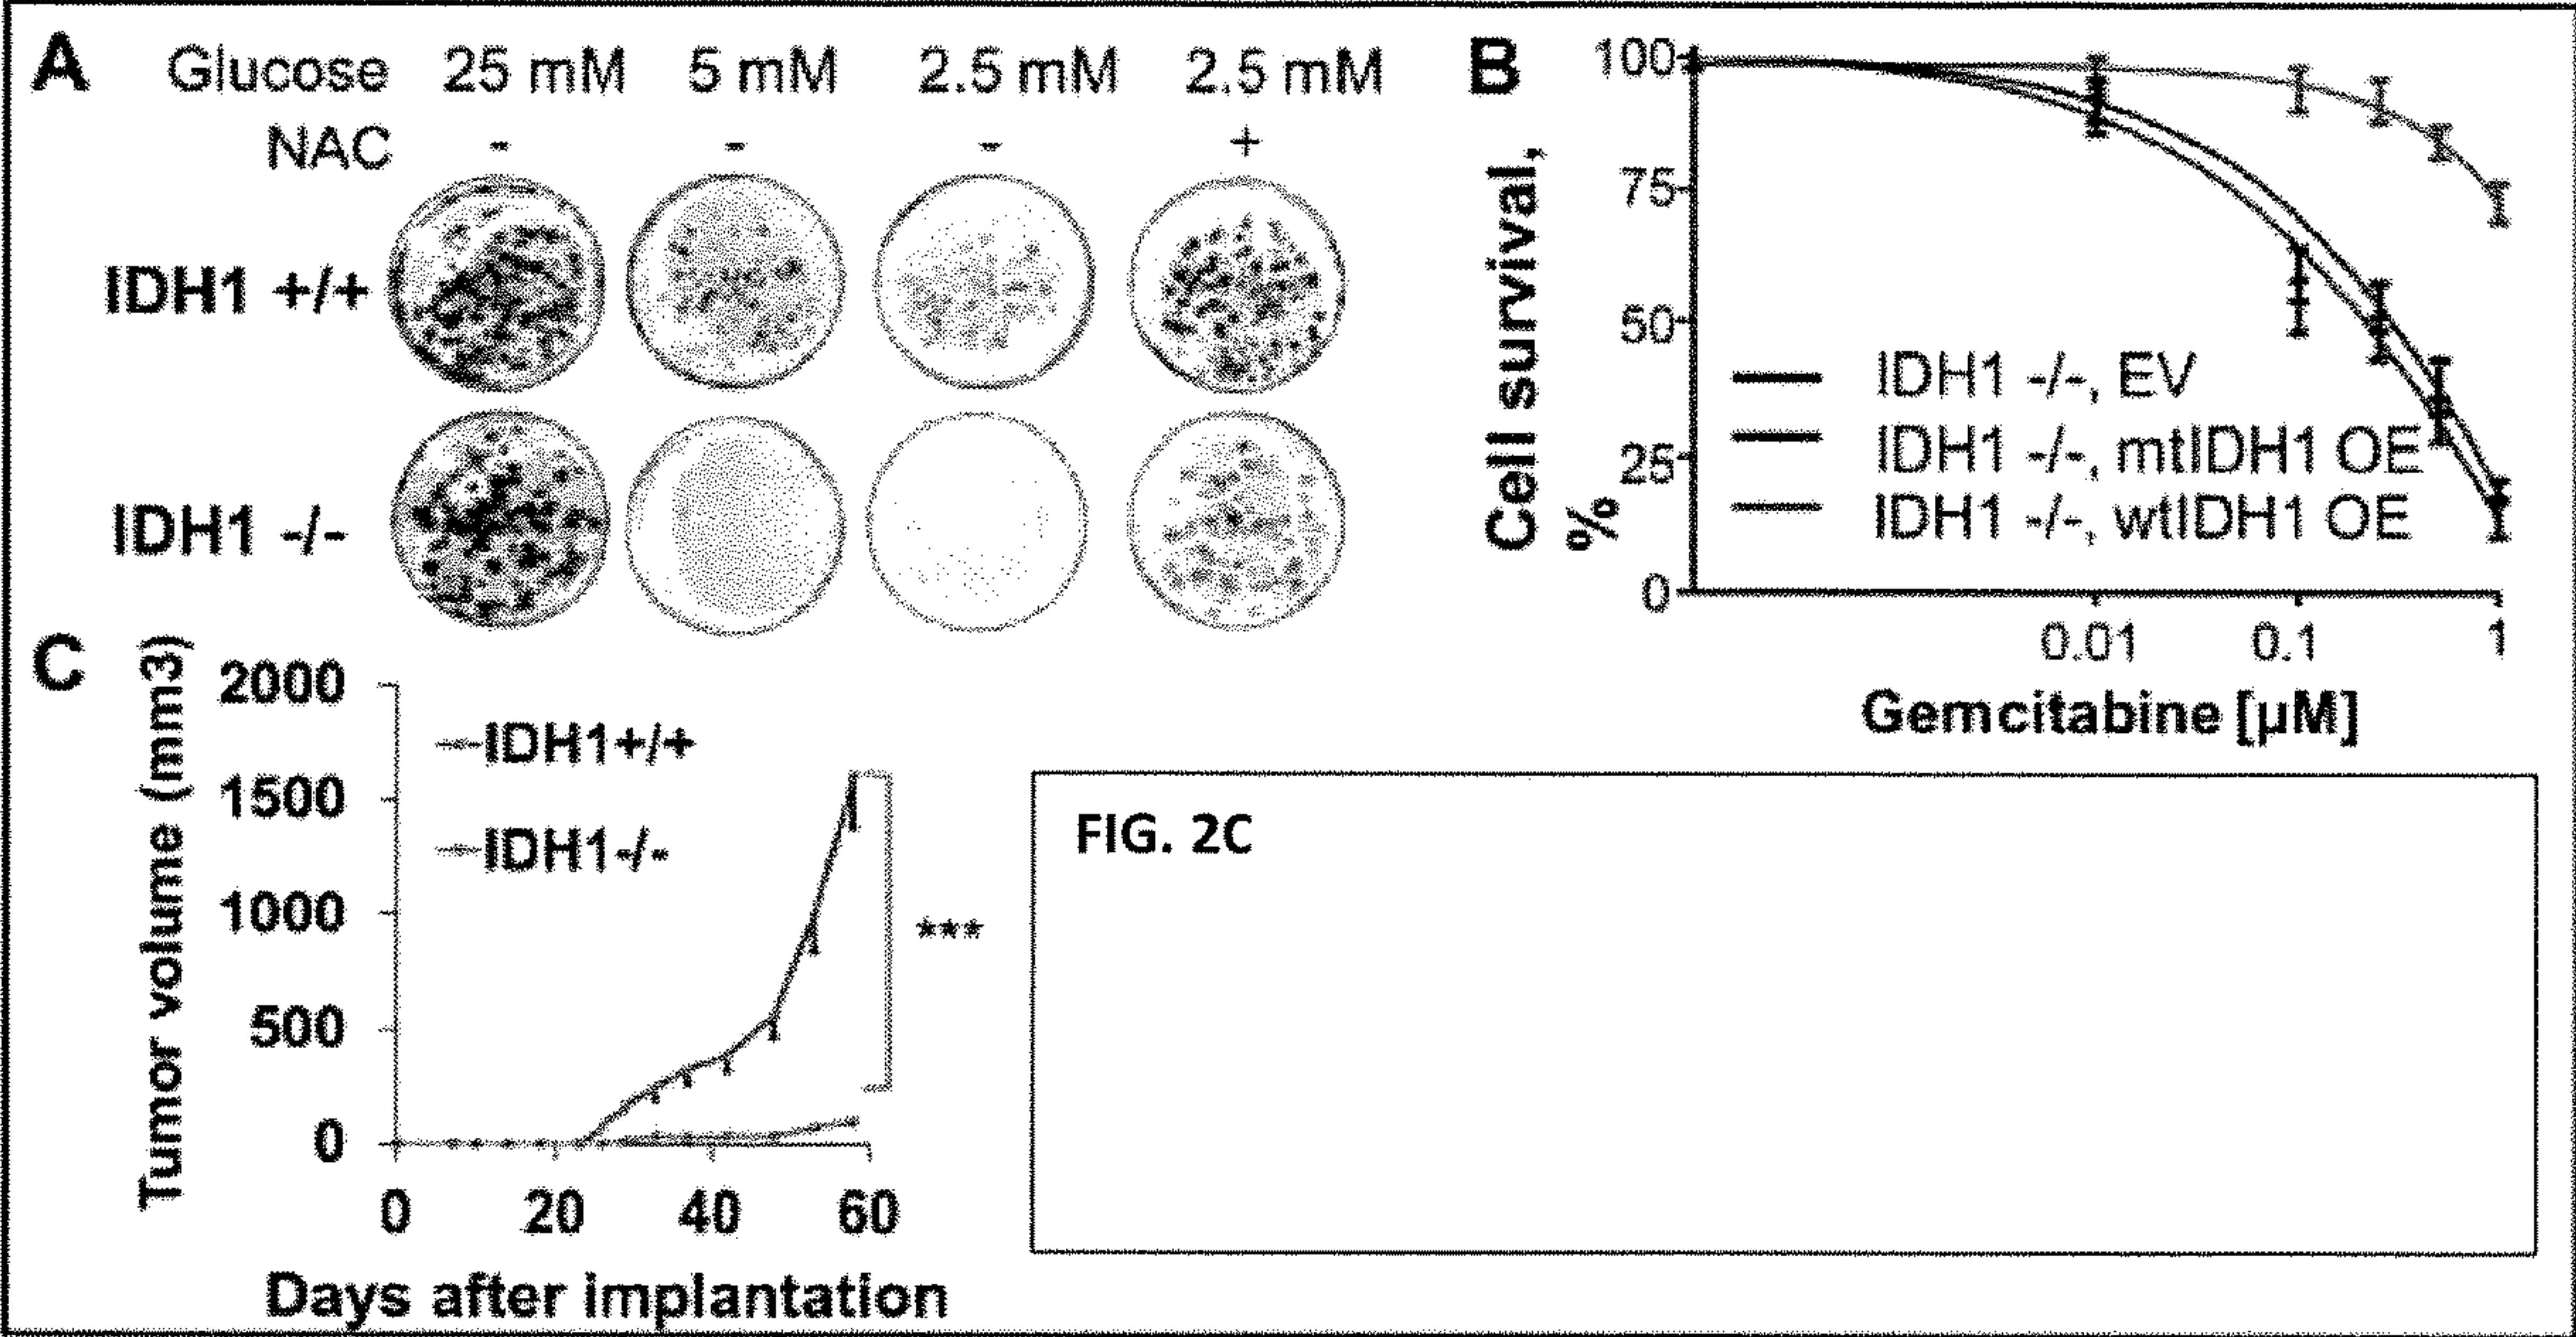 A
Glucose 25 mM 5 mM 2.5 mM 2.5 mM
NAC - - - +
IDH1 +/+
IDH1 -/-
B
Cell survival,
%
100
75
50
25
0
IDH1 -/-, EV
IDH1 -/-, mtIDH1 OE
IDH1 -/-, wtIDH1 OE
0.01 0.1 1
Gemcitabine [µM]
C
Tumor volume (mm3)
2000
1500
1000
500
0
IDH1+/+
IDH1-/-
***
0 20 40 60
Days after implantation
FIG. 2C